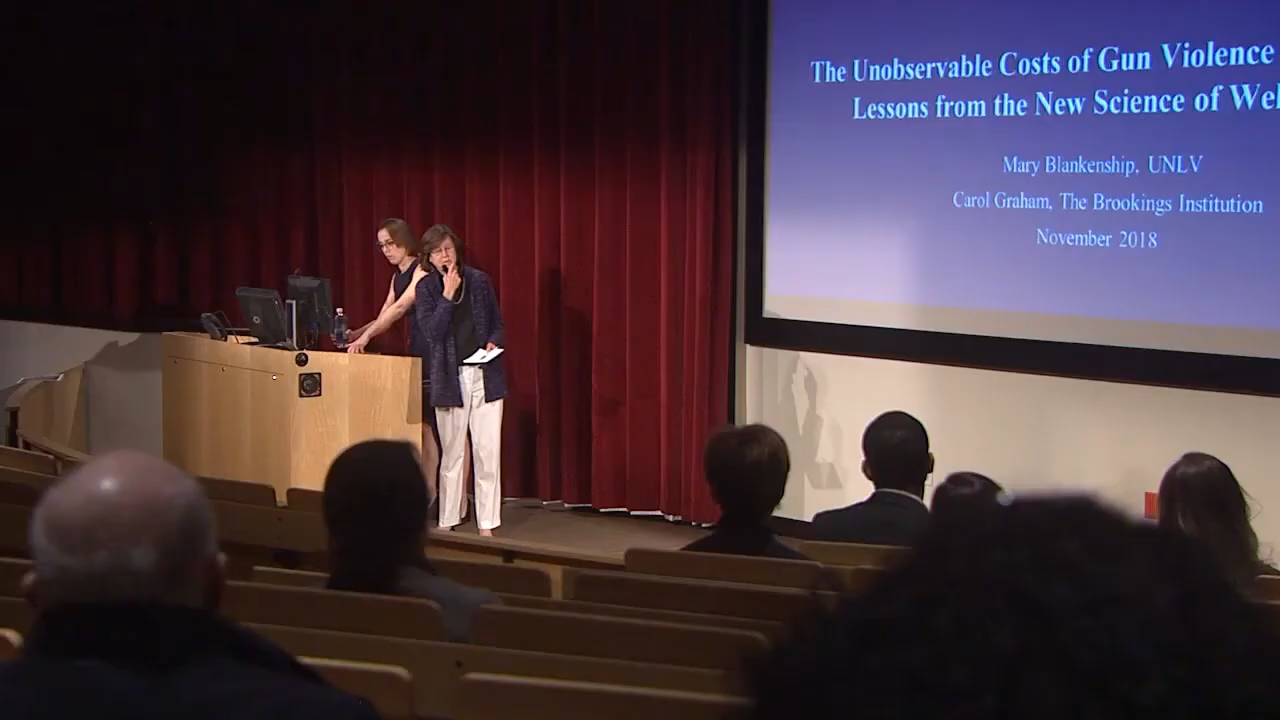 The Unobservable Costs of Gun Violence
Lessons from the New Science of Wel
Mary Blankenship, UNLV
Carol Graham, The Brookings Institution
November 2018